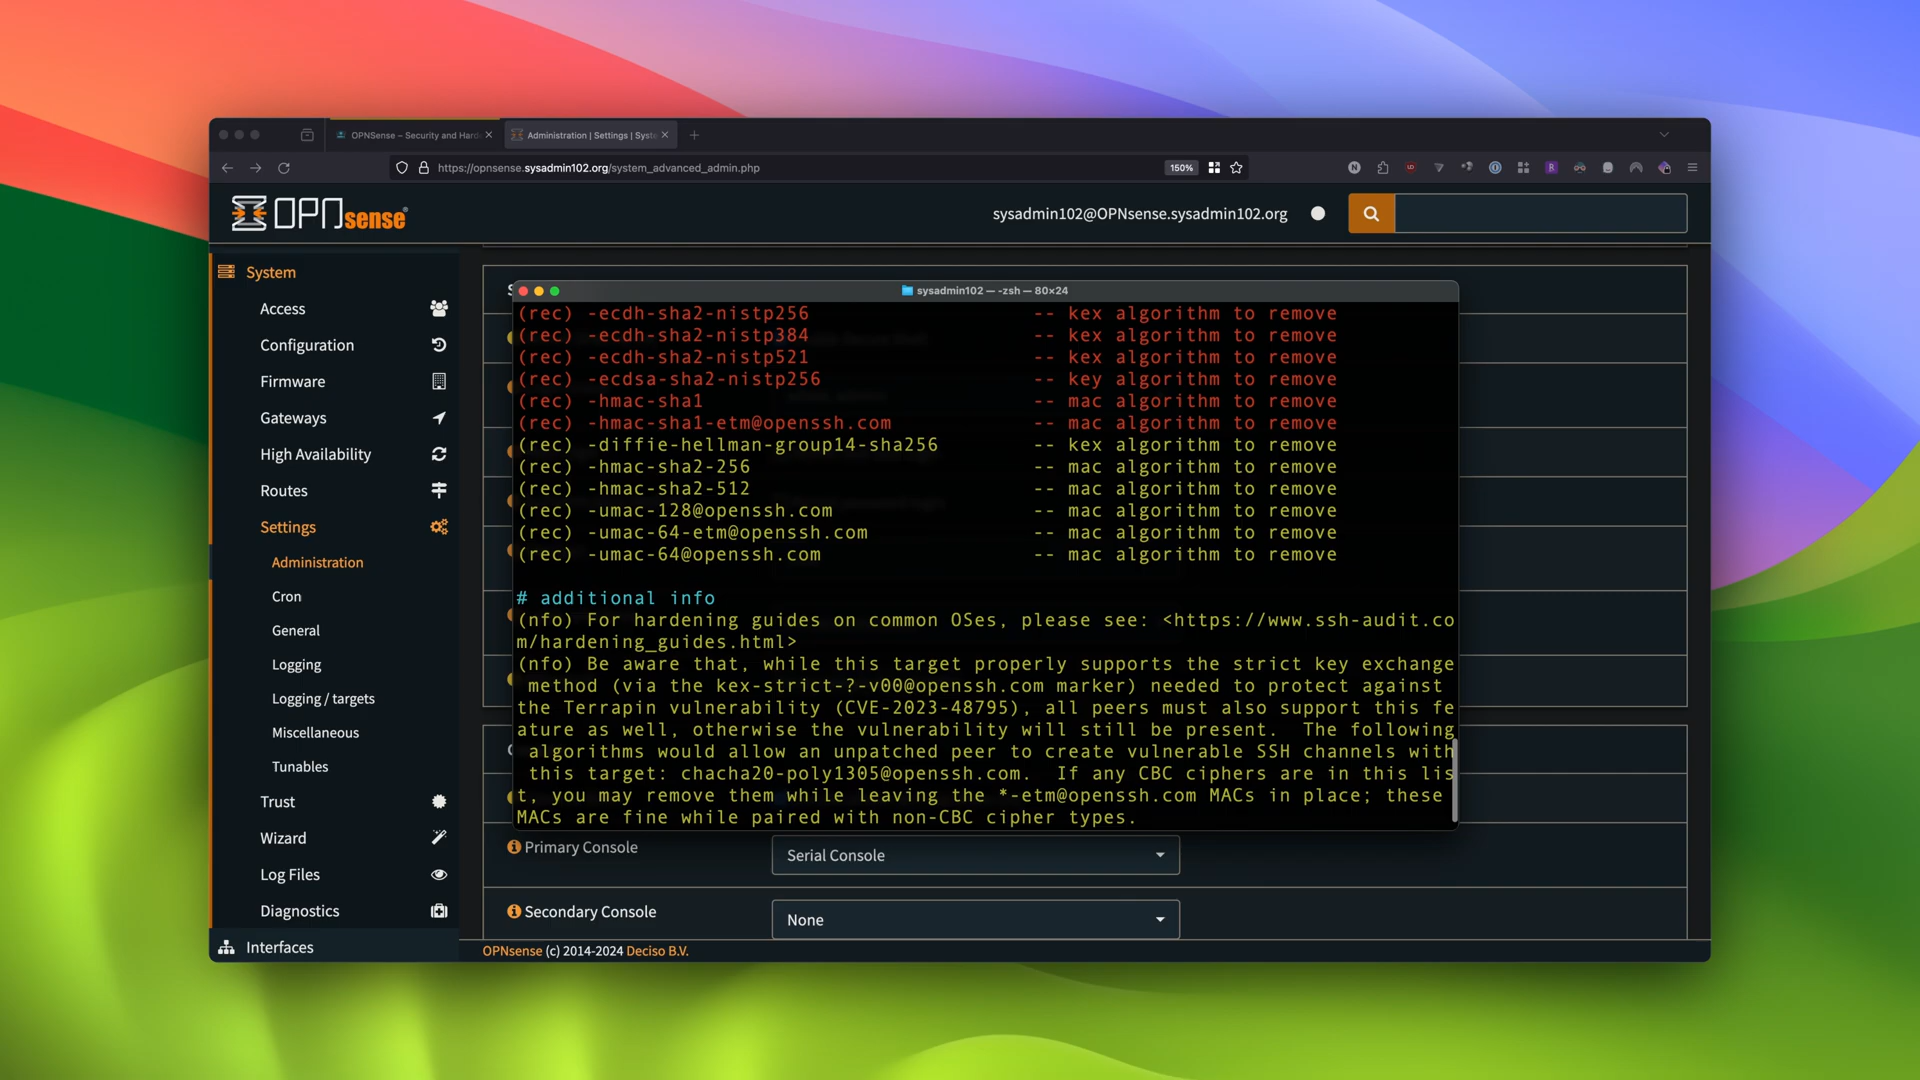 OPNSense – Security and Hard
Administration | Settings | Syste
https://opnsense.sysadmin102.org/system_advanced_admin.php
150%
OPNsense
sysadmin102@OPNsense.sysadmin102.org
System
Access
Configuration
Firmware
Gateways
High Availability
Routes
Settings
Administration
Cron
General
Logging
Logging / targets
Miscellaneous
Tunables
Trust
Wizard
Log Files
Diagnostics
Interfaces
sysadmin102 — -zsh — 80×24
(rec) -ecdh-sha2-nistp256 -- kex algorithm to remove
(rec) -ecdh-sha2-nistp384 -- kex algorithm to remove
(rec) -ecdh-sha2-nistp521 -- kex algorithm to remove
(rec) -ecdsa-sha2-nistp256 -- key algorithm to remove
(rec) -hmac-sha1 -- mac algorithm to remove
(rec) -hmac-sha1-etm@openssh.com -- mac algorithm to remove
(rec) -diffie-hellman-group14-sha256 -- kex algorithm to remove
(rec) -hmac-sha2-256 -- mac algorithm to remove
(rec) -hmac-sha2-512 -- mac algorithm to remove
(rec) -umac-128@openssh.com -- mac algorithm to remove
(rec) -umac-64-etm@openssh.com -- mac algorithm to remove
(rec) -umac-64@openssh.com -- mac algorithm to remove
# additional info
(nfo) For hardening guides on common OSes, please see: <https://www.ssh-audit.co
m/hardening_guides.html>
(nfo) Be aware that, while this target properly supports the strict key exchange
method (via the kex-strict-?-v00@openssh.com marker) needed to protect against
the Terrapin vulnerability (CVE-2023-48795), all peers must also support this fe
ature as well, otherwise the vulnerability will still be present. The following
algorithms would allow an unpatched peer to create vulnerable SSH channels with
this target: chacha20-poly1305@openssh.com. If any CBC ciphers are in this lis
t, you may remove them while leaving the *-etm@openssh.com MACs in place; these
MACs are fine while paired with non-CBC cipher types.
Primary Console
Serial Console
Secondary Console
None
OPNsense (c) 2014-2024 Deciso B.V.